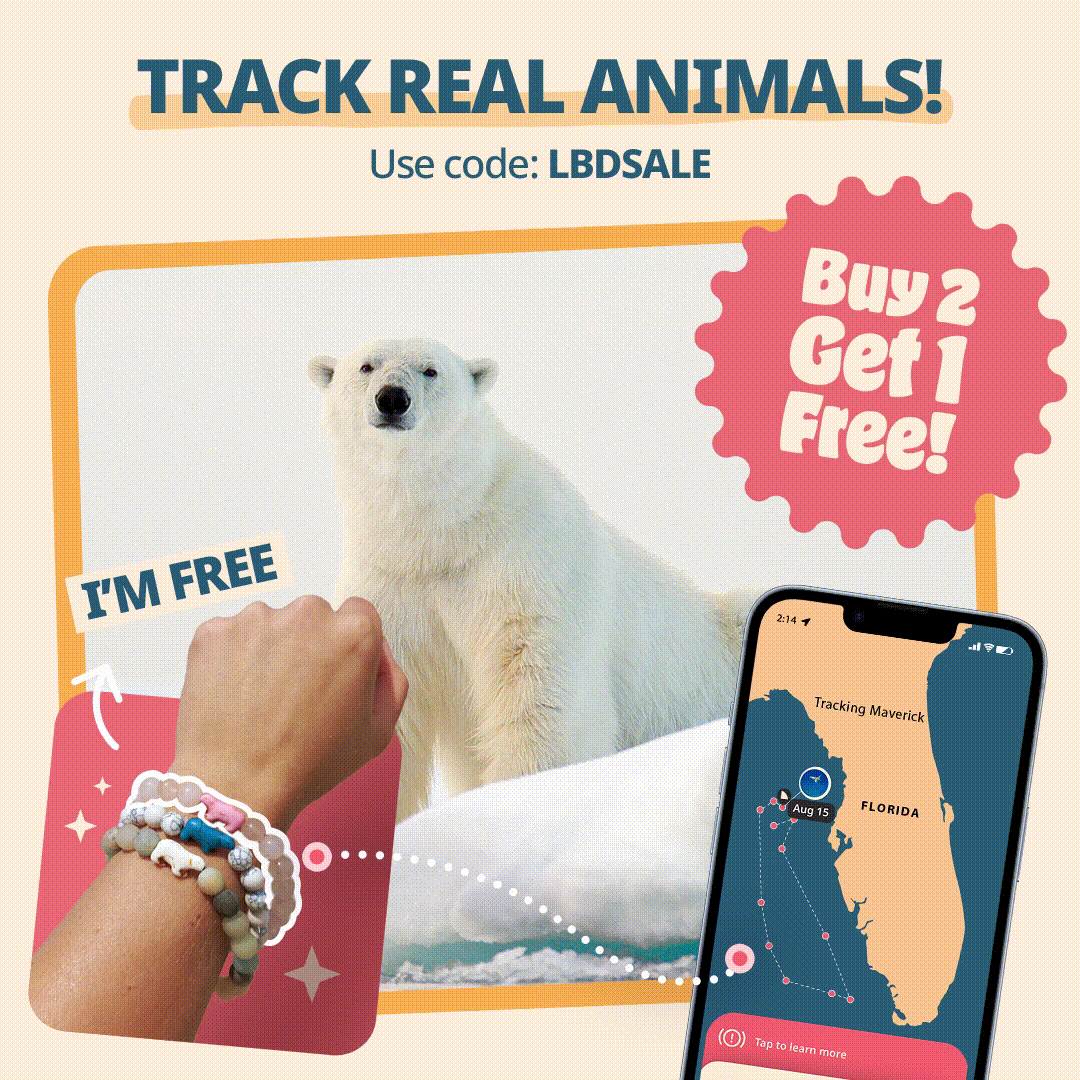 TRACK REAL ANIMALS!
Use code: LBDSALE
Buy 2
Get 1
Free!
I'M FREE
2:14
Tracking Maverick
Aug 15
FLORIDA
Tap to learn more